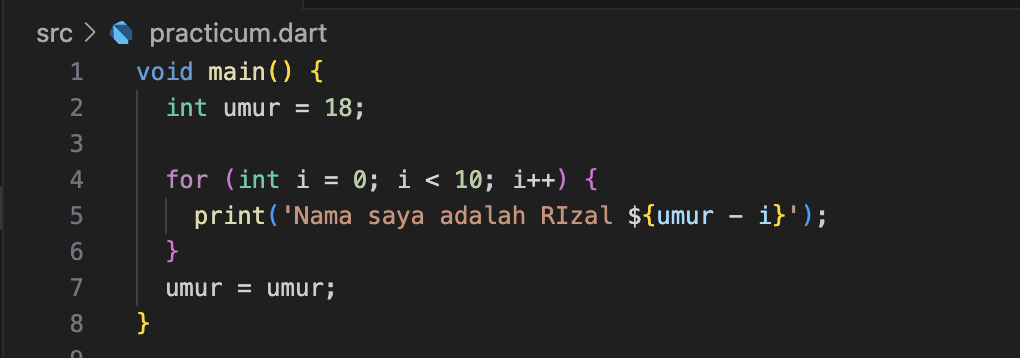 src > practicum.dart
1 void main() {
2   int umur = 18;
3
4   for (int i = 0; i < 10; i++) {
5     print('Nama saya adalah RIzal ${umur - i}');
6   }
7   umur = umur;
8 }
9